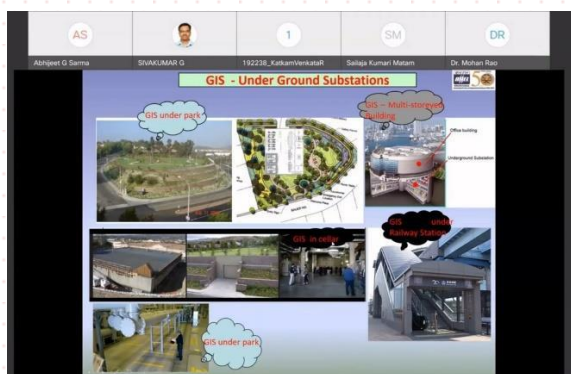 AS
1
SM
DR
Abhijeet G Sarma
SIVAKUMAR G
192238_KatkamVenkataR
Sailaja Kumari Matam
Dr. Mohan Rao
GIS - Under Ground Substations
GIS under park
GIS – Multi-storeyed
Building
Office building
Underground Substation
GIS in cellar
GIS under
Railway Station
GIS under park